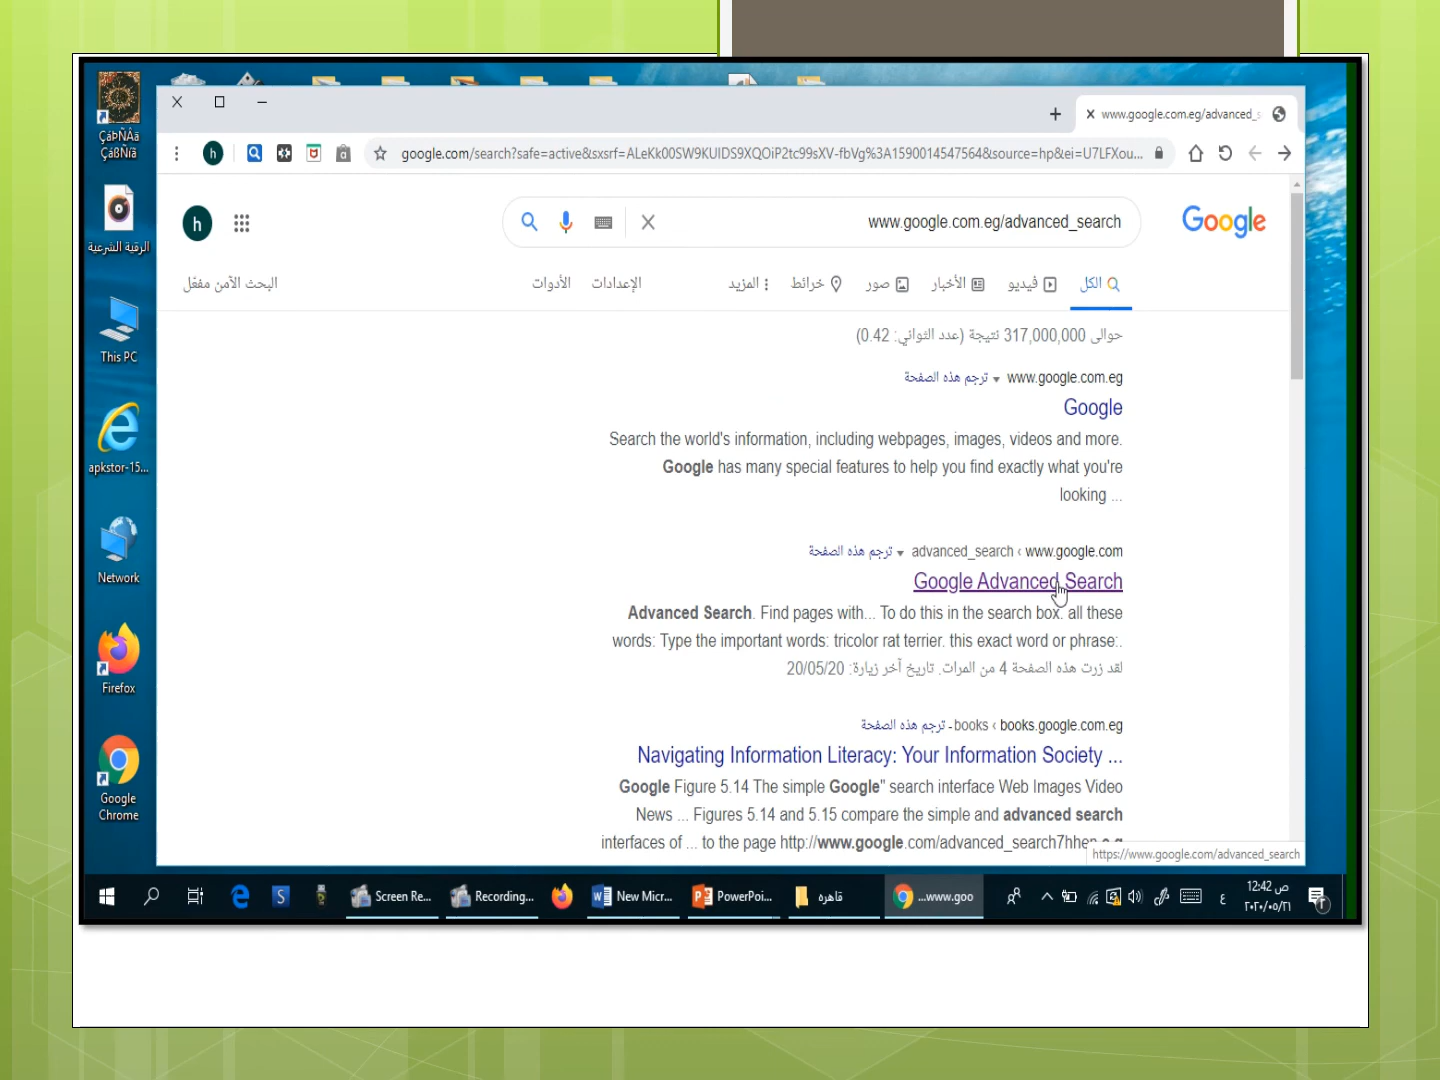 ÇáÞÑÂä
ÇáßÑíã
الرقية الشرعية
This PC
apkstor-15...
Network
Firefox
Google
Chrome
www.google.com.eg/advanced_s
google.com/search?safe=active&sxsrf=ALeKk00SW9KUIDS9XQOiP2tc99sXV-fbVg%3A1590014547564&source=hp&ei=U7LFXou...
h
h
www.google.com.eg/advanced_search
Google
الكل
فيديو
الأخبار
صور
خرائط
المزيد
الإعدادات
الأدوات
البحث الآمن مفعّل
حوالى 317,000,000 نتيجة (عدد الثواني: 0.42)
www.google.com.eg ترجم هذه الصفحة
Google
Search the world's information, including webpages, images, videos and more.
Google has many special features to help you find exactly what you're
looking ...
www.google.com › advanced_search ترجم هذه الصفحة
Google Advanced Search
Advanced Search. Find pages with... To do this in the search box. all these
words: Type the important words: tricolor rat terrier. this exact word or phrase:.
لقد زرت هذه الصفحة 4 من المرات. تاريخ آخر زيارة: 20/05/20
books.google.com.eg › books - ترجم هذه الصفحة
Navigating Information Literacy: Your Information Society ...
Google Figure 5.14 The simple Google" search interface Web Images Video
News ... Figures 5.14 and 5.15 compare the simple and advanced search
interfaces of ... to the page http://www.google.com/advanced_search?hhen
https://www.google.com/advanced_search
Screen Re...
Recording...
New Micr...
PowerPoi...
قاهره
...www.goo
ع
12:42 ص
٢٠٢٠/٠٥/٢١